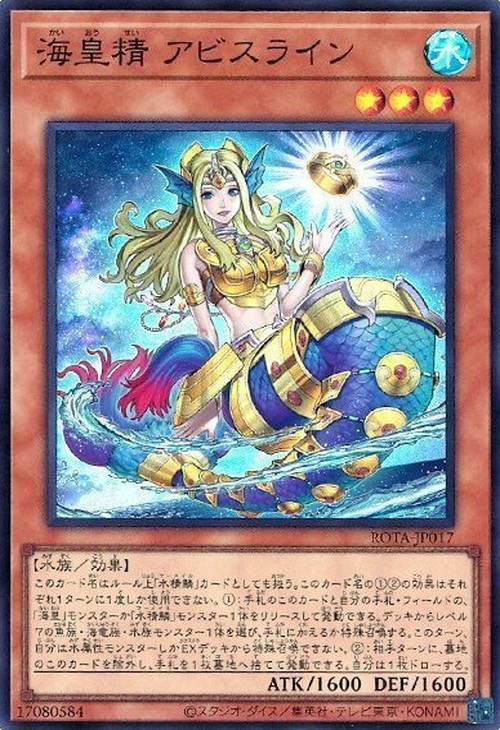 海皇精 アビスライン
水
ROTA-JP017
【水族／効果】
このカード名はルール上「水精鱗」カードとしても扱う。このカード名の①②の効果はそれ
ぞれ1ターンに1度しか使用できない。①：手札のこのカードと自分の手札・フィールドの、
「海皇」モンスターか「水精鱗」モンスター1体をリリースして発動できる。デッキからレベル
7の魚族・海竜族・水族モンスター1体を選び、手札に加えるか特殊召喚する。このターン、
自分は水属性モンスターしかEXデッキから特殊召喚できない。②：相手ターンに、墓地
のこのカードを除外し、手札を1枚墓地へ捨てて発動できる。自分は1枚ドローする。
ATK/1600 DEF/1600
17080584 ©スタジオ・ダイス／集英社・テレビ東京・KONAMI